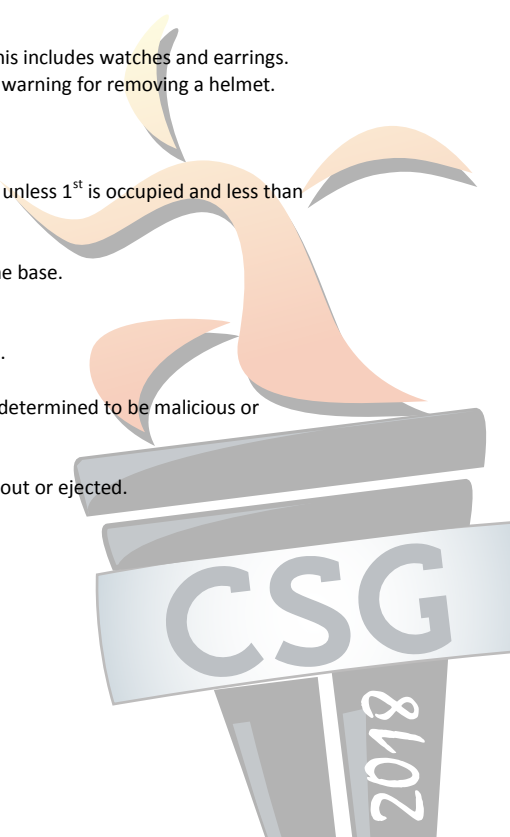 his includes watches and earrings.
warning for removing a helmet.
unless 1st is occupied and less than
e base.
.
determined to be malicious or
out or ejected.
CSG
2018